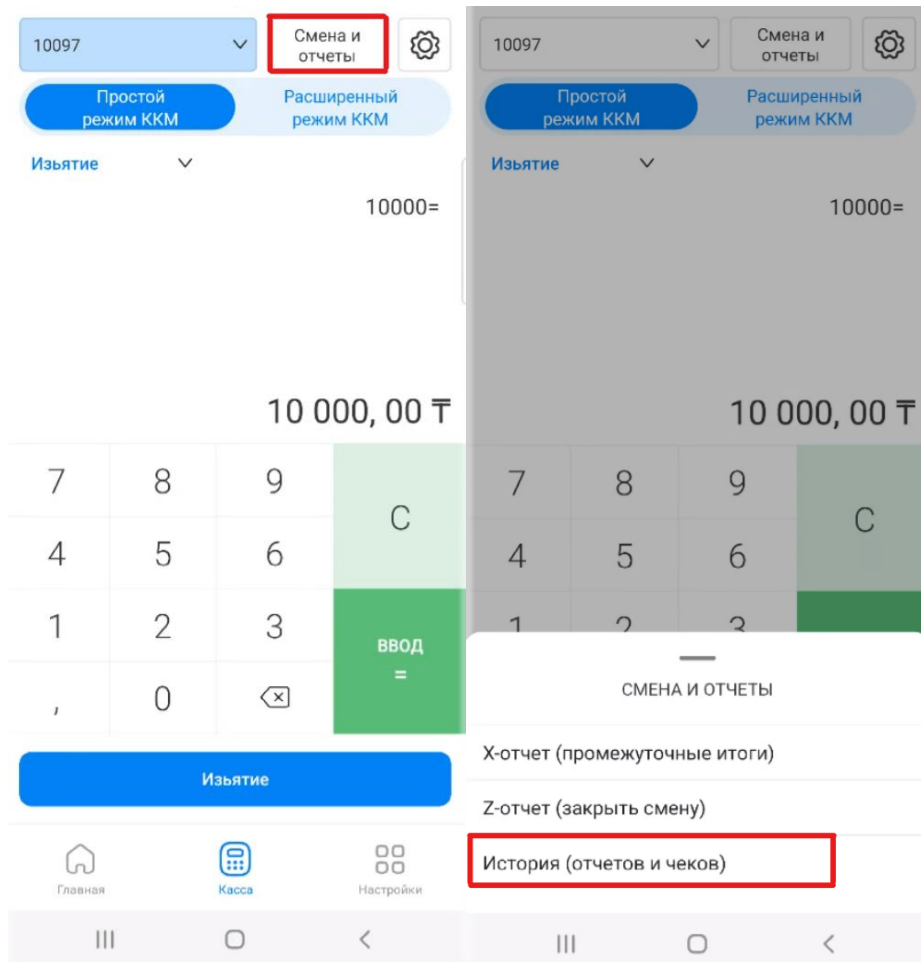 10097
Смена и
отчеты
Простой
режим ККМ
Расширенный
режим ККМ
Изьятие
10000=
10 000, 00 ₸
7 8 9
C
4 5 6
1 2 3
ВВОД
=
, 0
Изьятие
Главная
Касса
Настройки
10097
Смена и
отчеты
Простой
режим ККМ
Расширенный
режим ККМ
Изьятие
10000=
10 000, 00 ₸
7 8 9
C
4 5 6
1 2 3
СМЕНА И ОТЧЕТЫ
X-отчет (промежуточные итоги)
Z-отчет (закрыть смену)
История (отчетов и чеков)